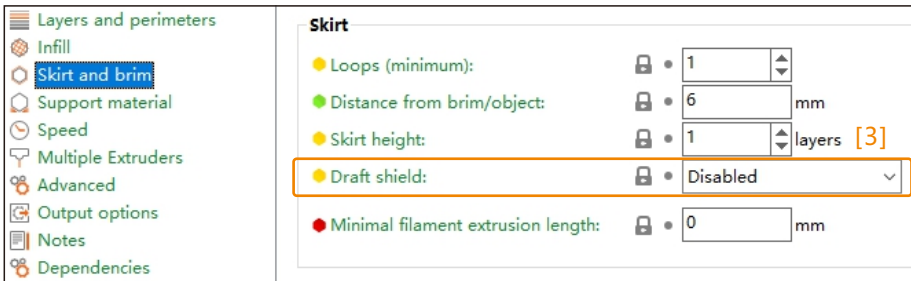 Layers and perimeters
Infill
Skirt and brim
Support material
Speed
Multiple Extruders
Advanced
Output options
Notes
Dependencies
Skirt
Loops (minimum): 1
Distance from brim/object: 6 mm
Skirt height: 1 layers [3]
Draft shield: Disabled
Minimal filament extrusion length: 0 mm